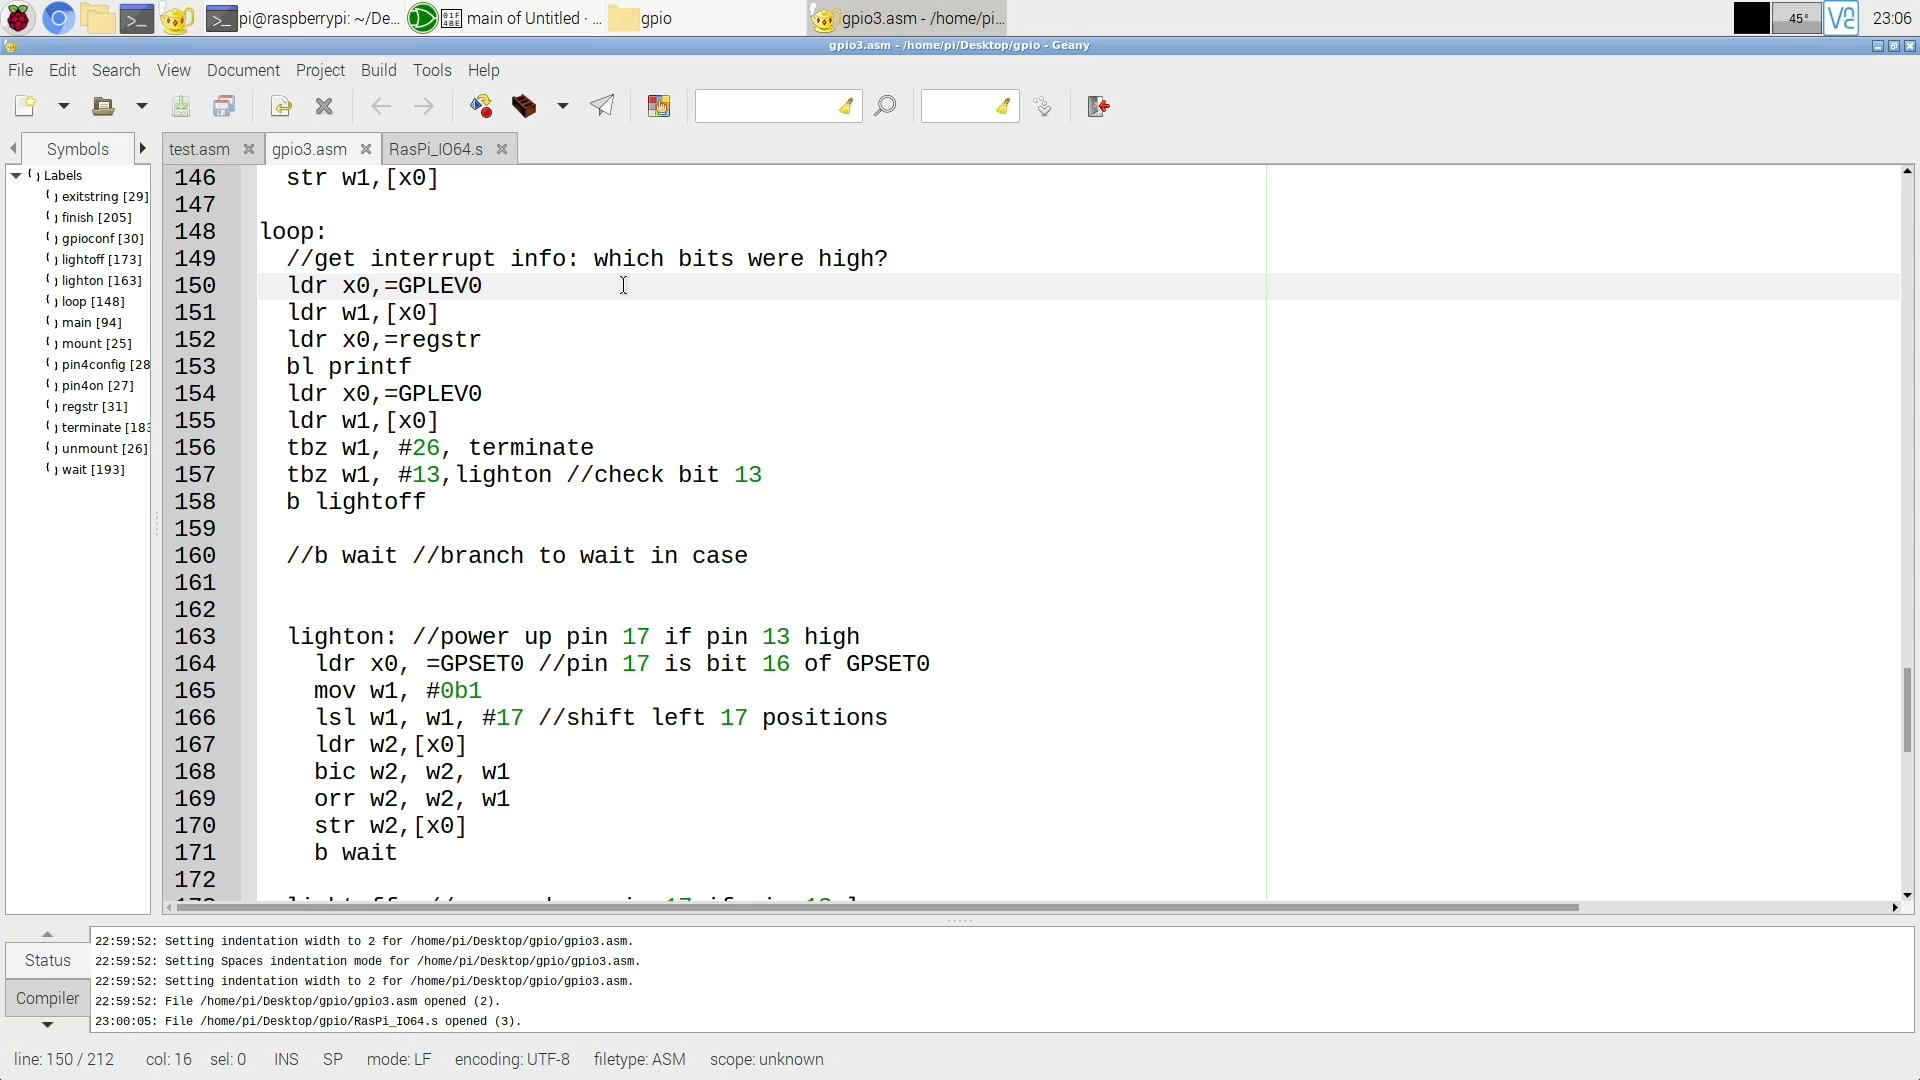 pi@raspberrypi: ~/De...
main of Untitled · ...
gpio
gpio3.asm - /home/pi...
45°
V2
23:06
gpio3.asm - /home/pi/Desktop/gpio - Geany
File Edit Search View Document Project Build Tools Help
Symbols
test.asm
gpio3.asm
RasPi_IO64.s
Labels
exitstring [29]
finish [205]
gpioconf [30]
lightoff [173]
lighton [163]
loop [148]
main [94]
mount [25]
pin4config [28
pin4on [27]
regstr [31]
terminate [183
unmount [26]
wait [193]
146 str w1,[x0]
147
148 loop:
149 //get interrupt info: which bits were high?
150 ldr x0,=GPLEV0
151 ldr w1,[x0]
152 ldr x0,=regstr
153 bl printf
154 ldr x0,=GPLEV0
155 ldr w1,[x0]
156 tbz w1, #26, terminate
157 tbz w1, #13,lighton //check bit 13
158 b lightoff
159
160 //b wait //branch to wait in case
161
162
163 lighton: //power up pin 17 if pin 13 high
164 ldr x0, =GPSET0 //pin 17 is bit 16 of GPSET0
165 mov w1, #0b1
166 lsl w1, w1, #17 //shift left 17 positions
167 ldr w2,[x0]
168 bic w2, w2, w1
169 orr w2, w2, w1
170 str w2,[x0]
171 b wait
172
Status
Compiler
22:59:52: Setting indentation width to 2 for /home/pi/Desktop/gpio/gpio3.asm.
22:59:52: Setting Spaces indentation mode for /home/pi/Desktop/gpio/gpio3.asm.
22:59:52: Setting indentation width to 2 for /home/pi/Desktop/gpio/gpio3.asm.
22:59:52: File /home/pi/Desktop/gpio/gpio3.asm opened (2).
23:00:05: File /home/pi/Desktop/gpio/RasPi_IO64.s opened (3).
line: 150 / 212 col: 16 sel: 0 INS SP mode: LF encoding: UTF-8 filetype: ASM scope: unknown